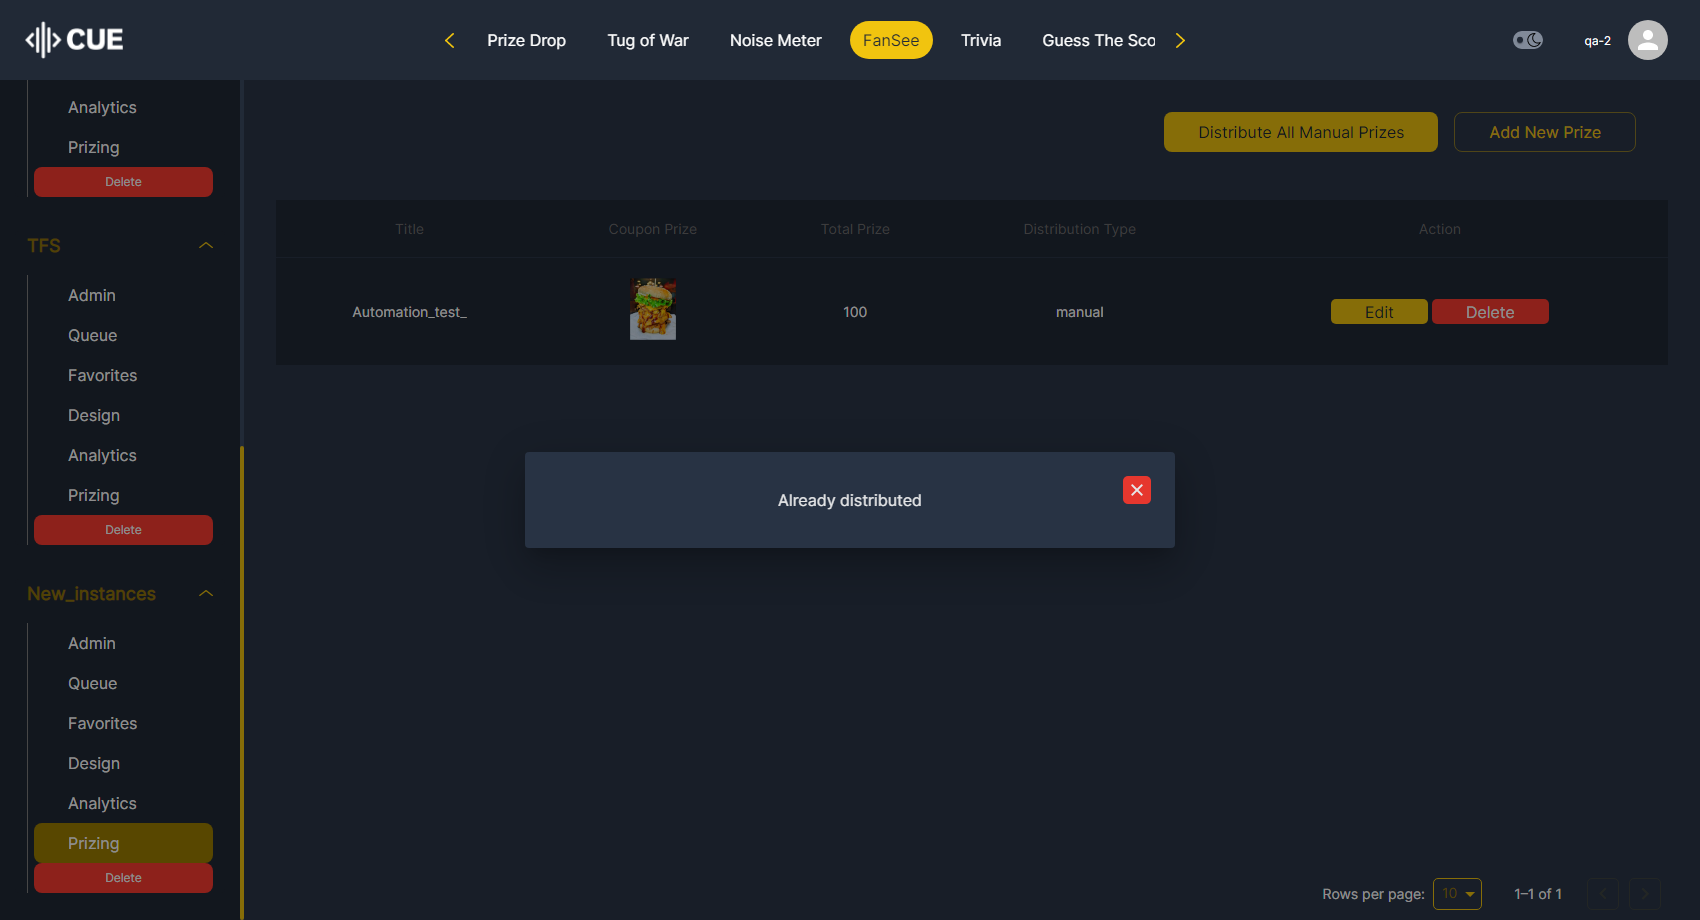 CUE
Prize Drop
Tug of War
Noise Meter
FanSee
Trivia
Guess The Sco
qa-2
Analytics
Prizing
Delete
TFS
Admin
Queue
Favorites
Design
Analytics
Prizing
Delete
New_instances
Admin
Queue
Favorites
Design
Analytics
Prizing
Delete
Distribute All Manual Prizes
Add New Prize
Title Coupon Prize Total Prize Distribution Type Action
Automation_test_ 100 manual Edit Delete
Already distributed
Rows per page: 10 1–1 of 1